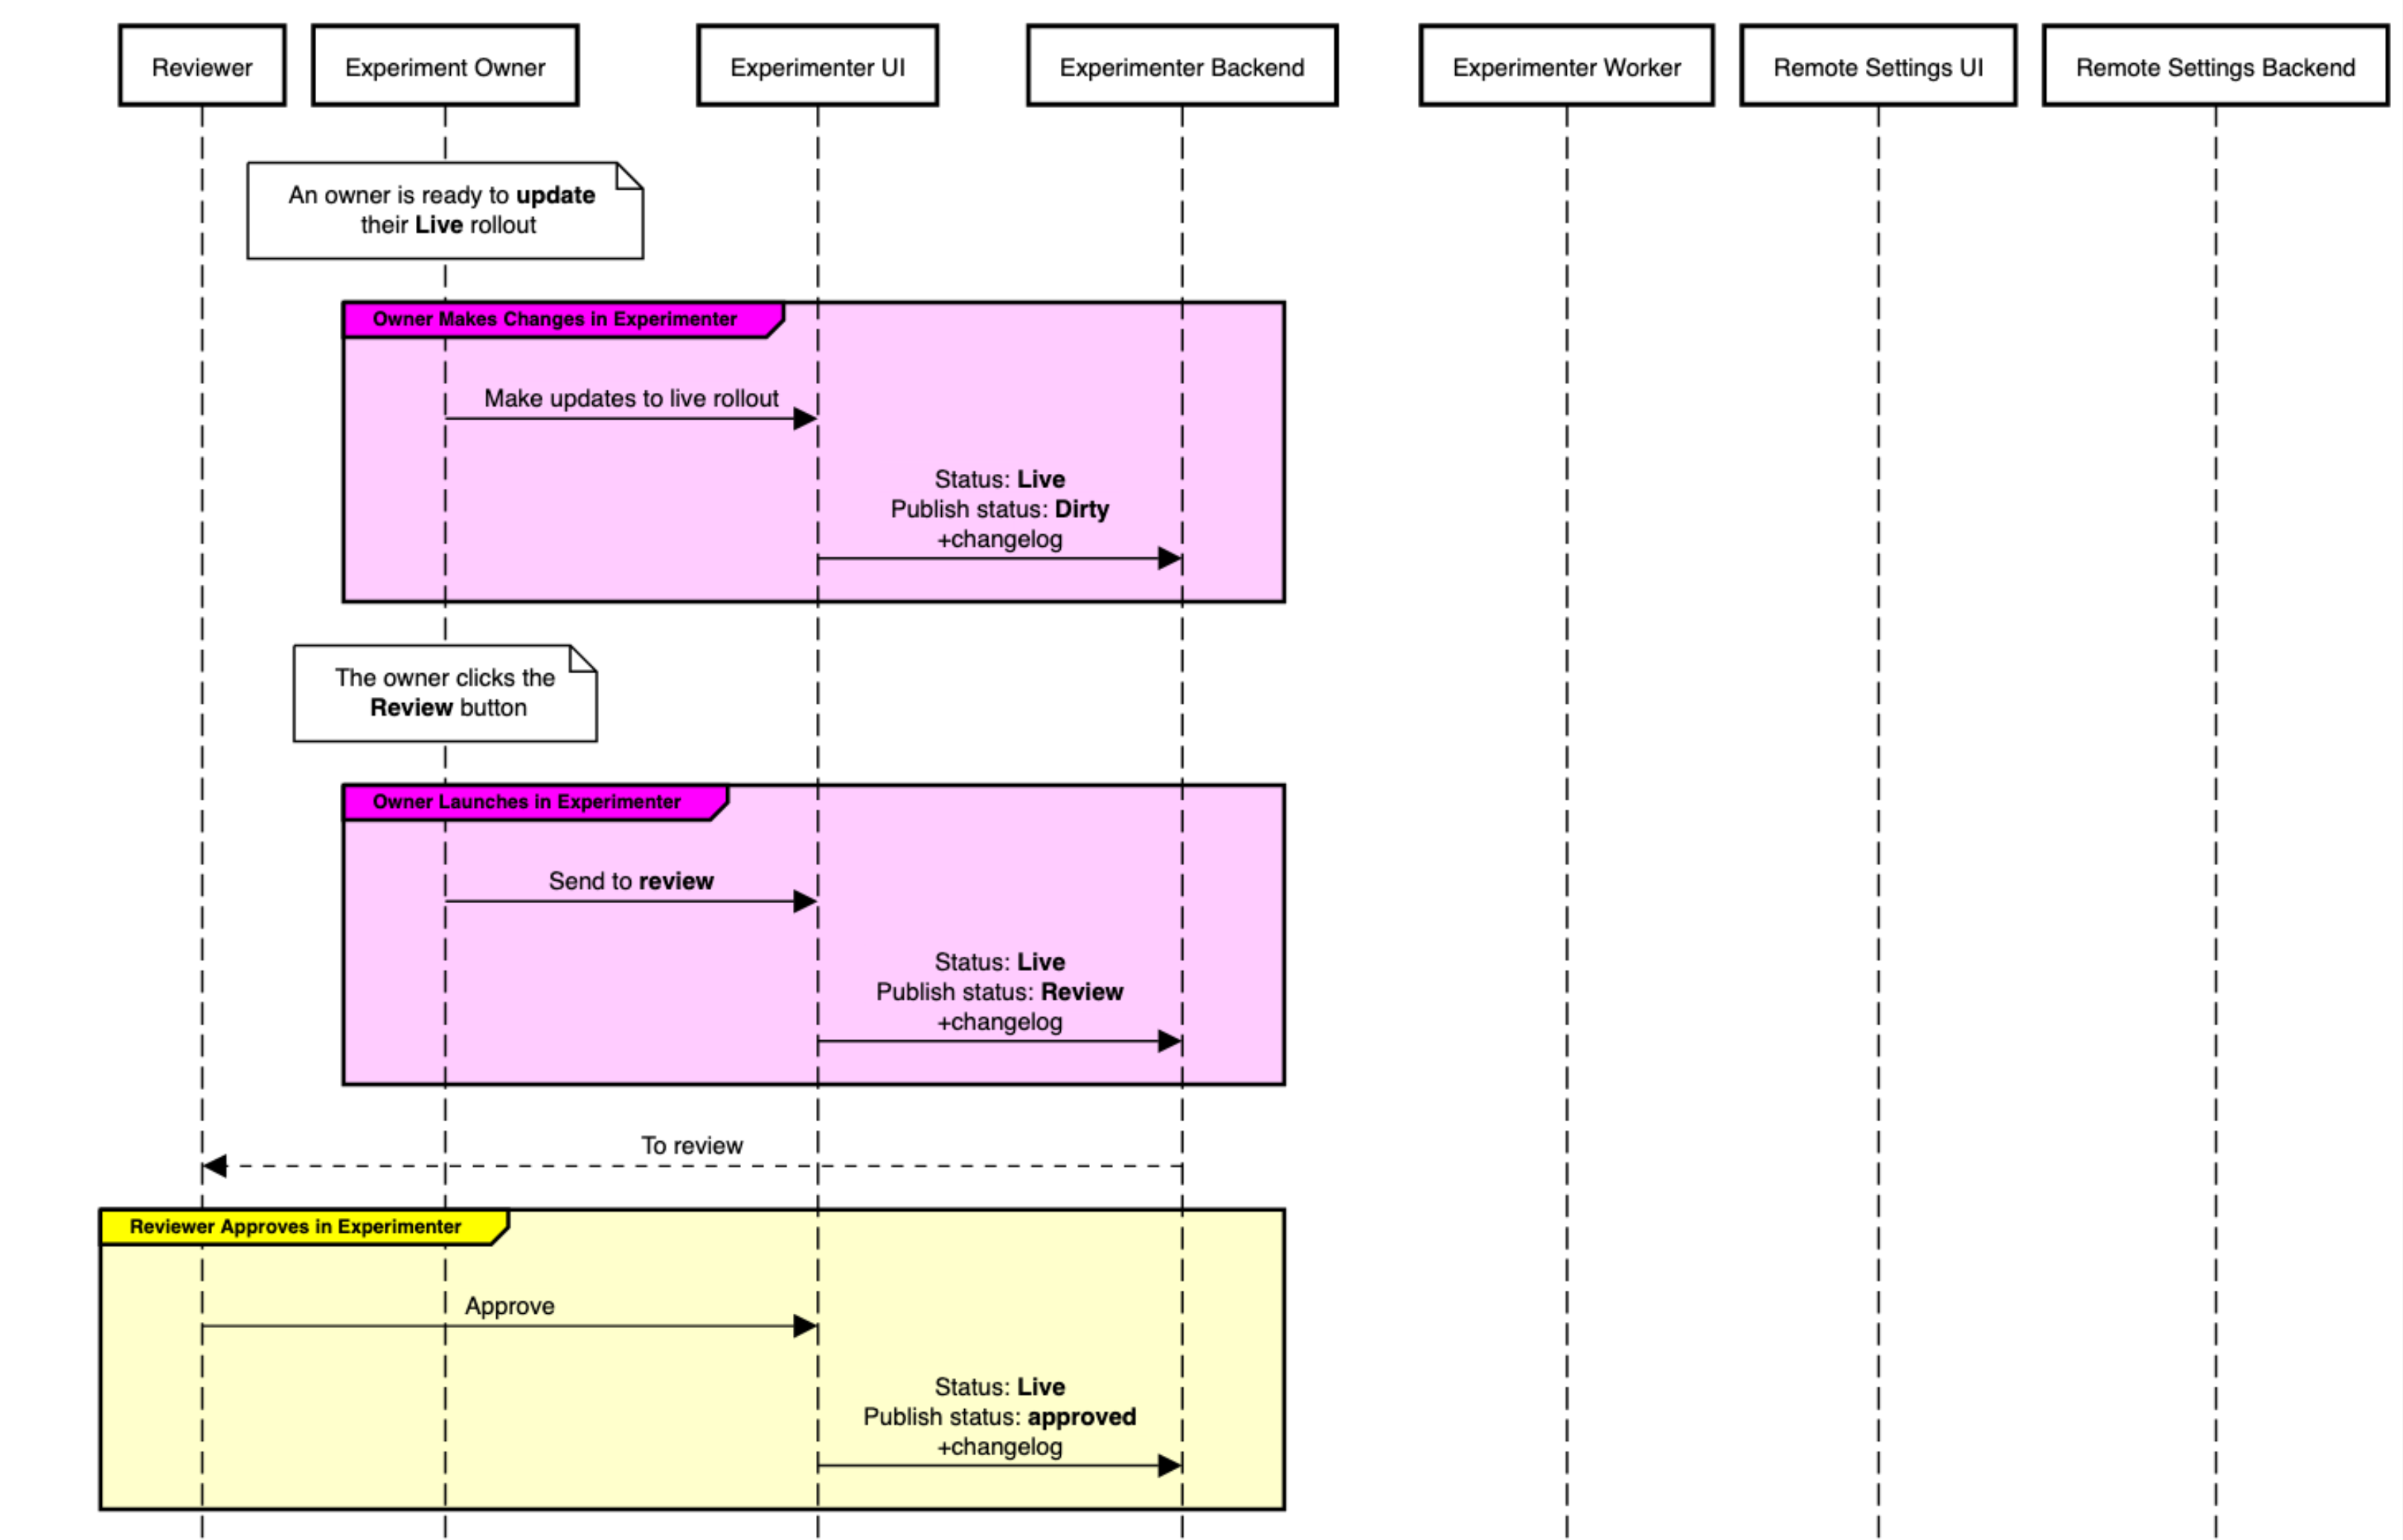 Reviewer
Experiment Owner
Experimenter UI
Experimenter Backend
Experimenter Worker
Remote Settings UI
Remote Settings Backend
An owner is ready to update
their Live rollout
Owner Makes Changes in Experimenter
Make updates to live rollout
Status: Live
Publish status: Dirty
+changelog
The owner clicks the
Review button
Owner Launches in Experimenter
Send to review
Status: Live
Publish status: Review
+changelog
To review
Reviewer Approves in Experimenter
Approve
Status: Live
Publish status: approved
+changelog